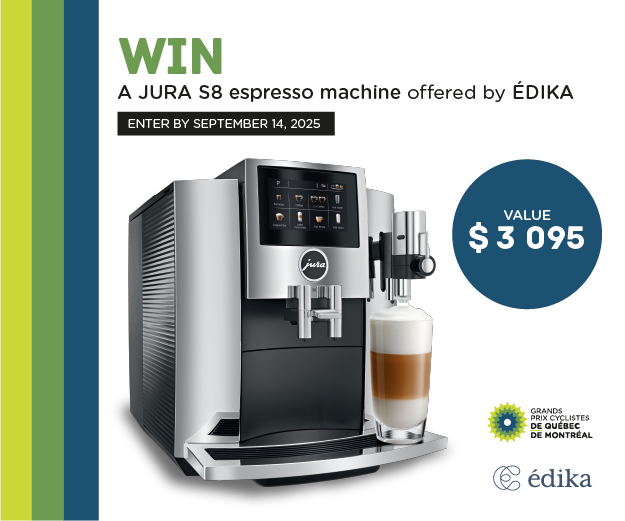 WIN
A JURA S8 espresso machine offered by ÉDIKA
ENTER BY SEPTEMBER 14, 2025
VALUE
$ 3 095
jura
GRANDS
PRIX CYCLISTES
DE QUÉBEC
DE MONTRÉAL
édika